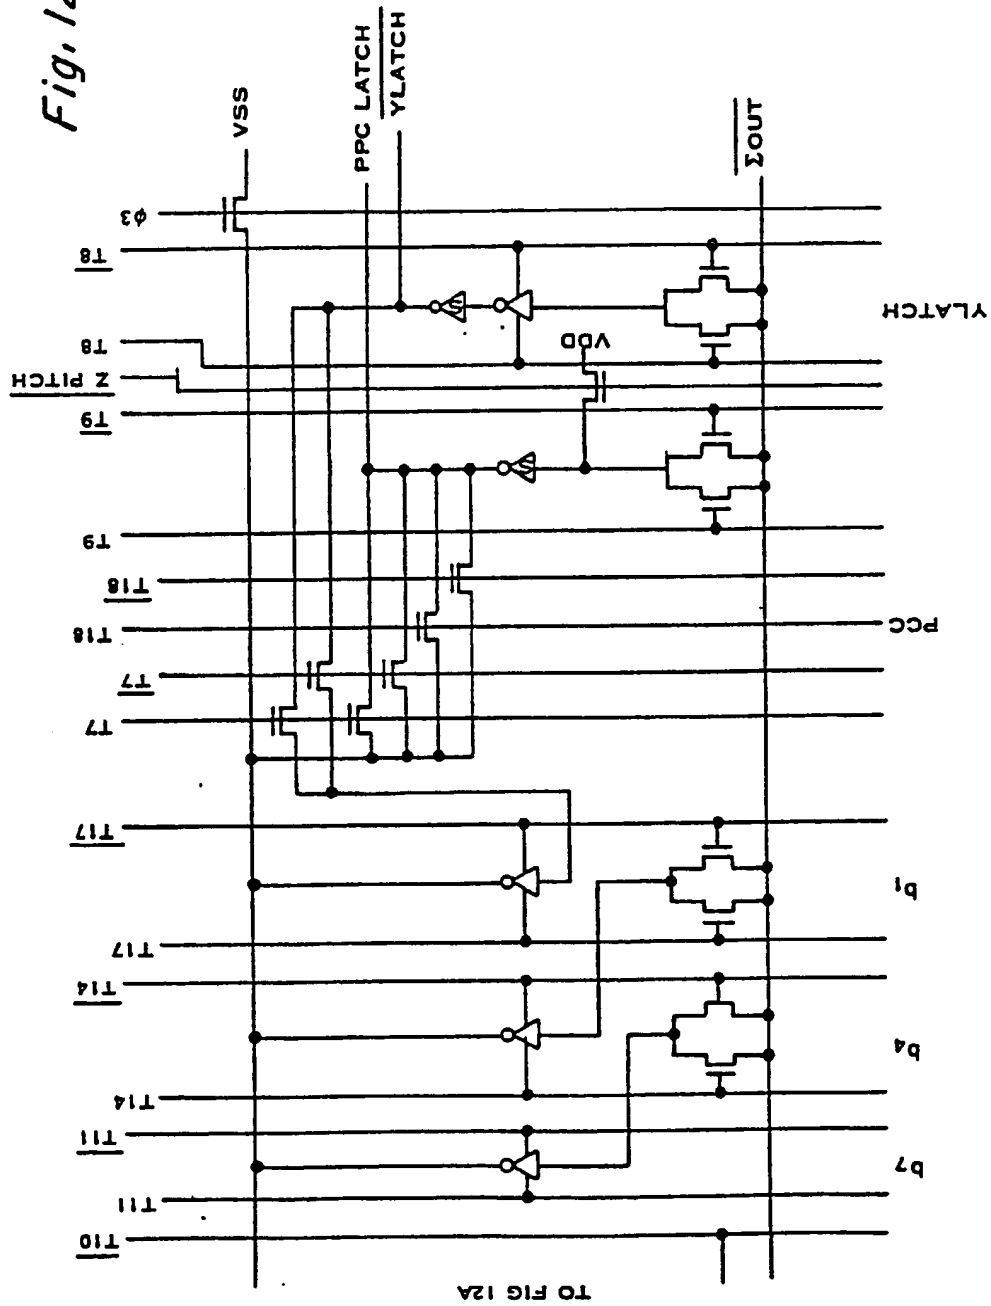 Fig. 12
VSS
PPC LATCH
YLATCH
ΣOUT
φ3
T8
T8
Z PITCH
T9
T9
T18
T18
T7
T7
T17
T17
T14
T14
T11
T11
T10
VDD
YLATCH
PCC
b1
b4
b7
TO FIG 12A